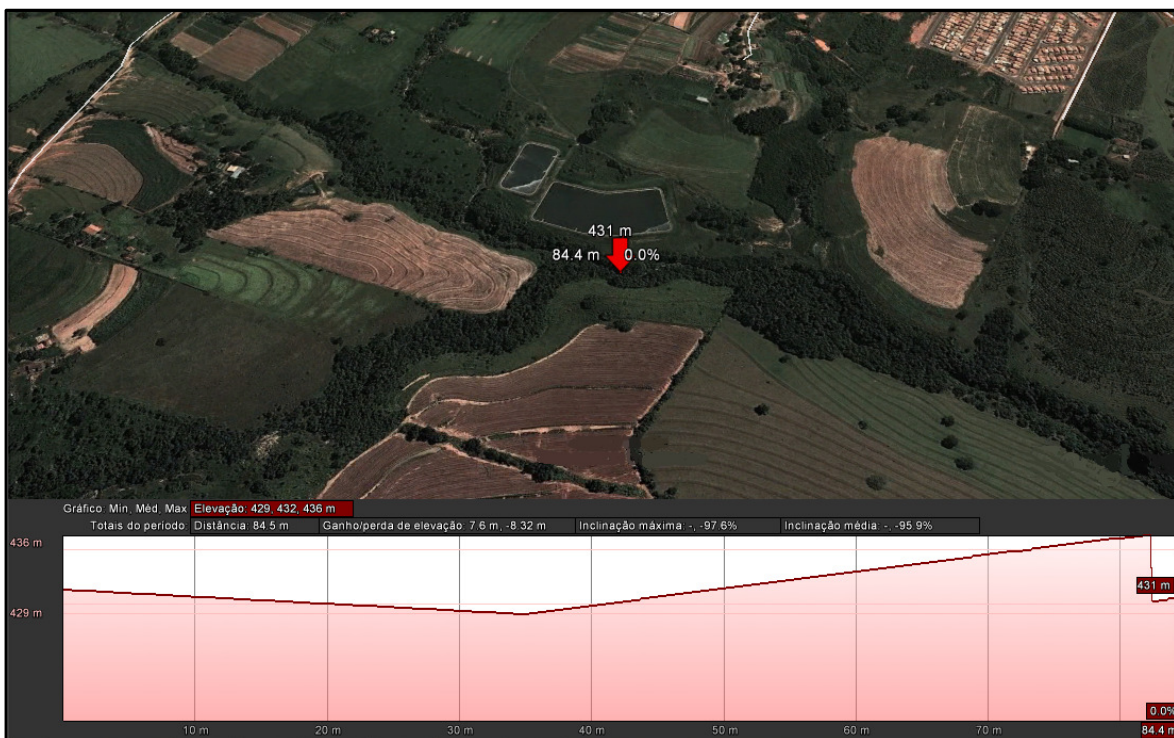 431 m
84.4 m 0.0%
Gráfico: Mín, Méd, Máx Elevação: 429, 432, 436 m
Totais do período: Distância: 84.5 m Ganho/perda de elevação: 7.6 m, -8.32 m Inclinação máxima: -, -97.6% Inclinação média: -, -95.9%
436 m
431 m
429 m
0.0%
10 m 20 m 30 m 40 m 50 m 60 m 70 m 84.4 m